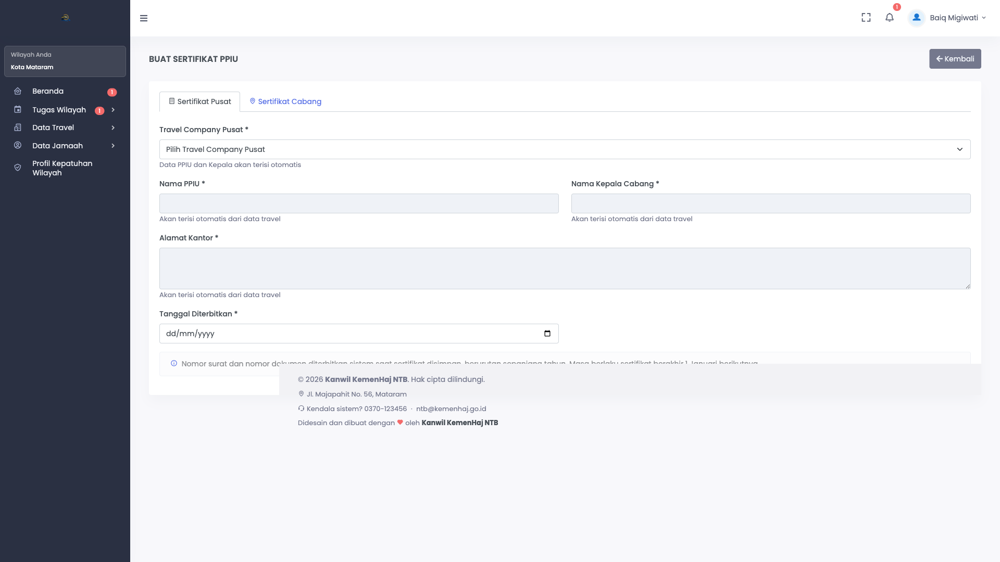 1
Baiq Migiwati
Wilayah Anda
Kota Mataram
Beranda
1
Tugas Wilayah
1
Data Travel
Data Jamaah
Profil Kepatuhan
Wilayah
BUAT SERTIFIKAT PPIU
Kembali
Sertifikat Pusat
Sertifikat Cabang
Travel Company Pusat *
Pilih Travel Company Pusat
Data PPIU dan Kepala akan terisi otomatis
Nama PPIU *
Akan terisi otomatis dari data travel
Nama Kepala Cabang *
Akan terisi otomatis dari data travel
Alamat Kantor *
Akan terisi otomatis dari data travel
Tanggal Diterbitkan *
dd/mm/yyyy
Nomor surat dan nomor dokumen diterbitkan sistem saat sertifikat disimpan, berurutan sepanjang tahun. Masa berlaku sertifikat berakhir 1 Januari berikutnya.
© 2026 Kanwil KemenHaj NTB. Hak cipta dilindungi.
Jl. Majapahit No. 56, Mataram
Kendala sistem? 0370-123456 · ntb@kemenhaj.go.id
Didesain dan dibuat dengan ♥ oleh Kanwil KemenHaj NTB